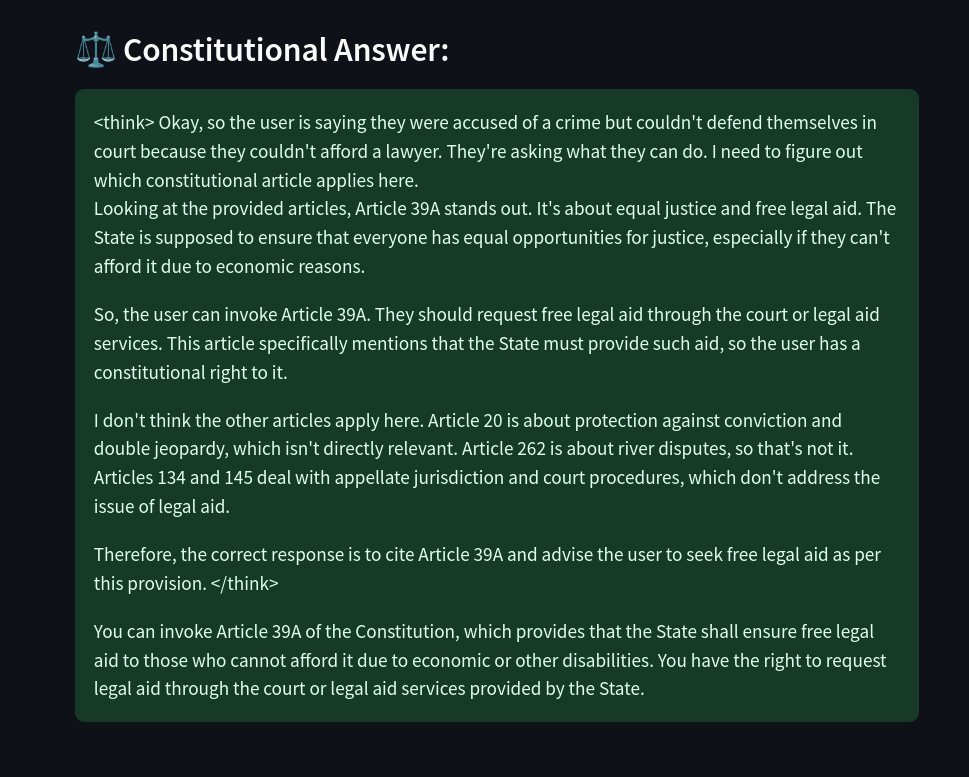 ⚖️ Constitutional Answer:
<think> Okay, so the user is saying they were accused of a crime but couldn't defend themselves in
court because they couldn't afford a lawyer. They're asking what they can do. I need to figure out
which constitutional article applies here.
Looking at the provided articles, Article 39A stands out. It's about equal justice and free legal aid. The
State is supposed to ensure that everyone has equal opportunities for justice, especially if they can't
afford it due to economic reasons.
So, the user can invoke Article 39A. They should request free legal aid through the court or legal aid
services. This article specifically mentions that the State must provide such aid, so the user has a
constitutional right to it.
I don't think the other articles apply here. Article 20 is about protection against conviction and
double jeopardy, which isn't directly relevant. Article 262 is about river disputes, so that's not it.
Articles 134 and 145 deal with appellate jurisdiction and court procedures, which don't address the
issue of legal aid.
Therefore, the correct response is to cite Article 39A and advise the user to seek free legal aid as per
this provision. </think>
You can invoke Article 39A of the Constitution, which provides that the State shall ensure free legal
aid to those who cannot afford it due to economic or other disabilities. You have the right to request
legal aid through the court or legal aid services provided by the State.